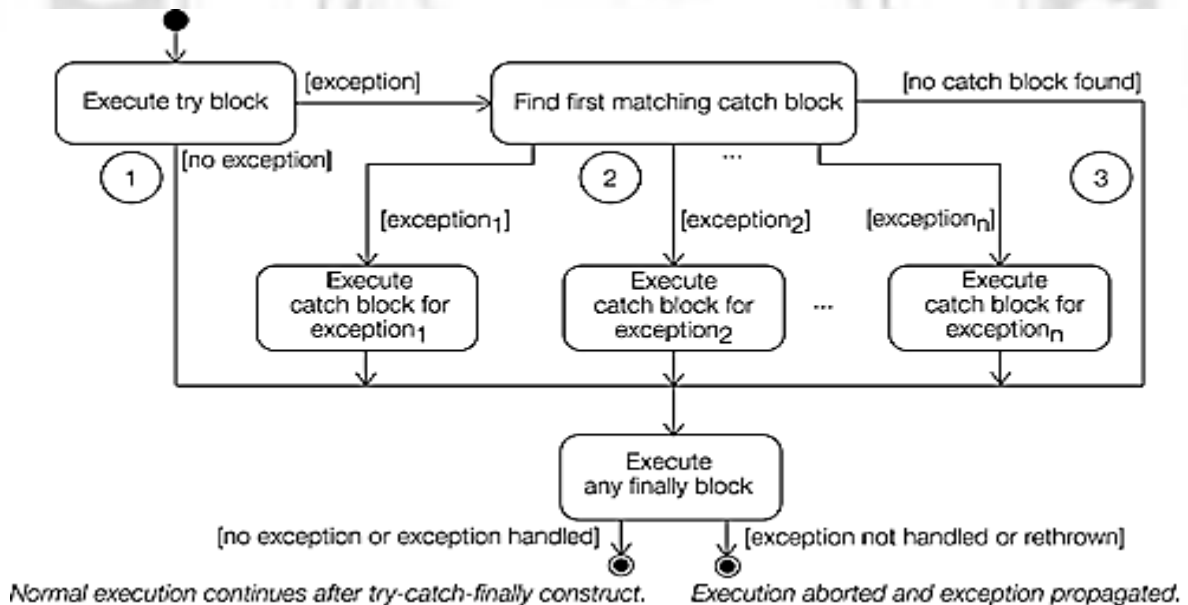 Execute try block
[exception]
Find first matching catch block
[no catch block found]
1
[no exception]
2
...
3
[exception1]
[exception2]
[exceptionn]
Execute
catch block for
exception1
Execute
catch block for
exception2
...
Execute
catch block for
exceptionn
Execute
any finally block
[no exception or exception handled]
[exception not handled or rethrown]
Normal execution continues after try-catch-finally construct.
Execution aborted and exception propagated.